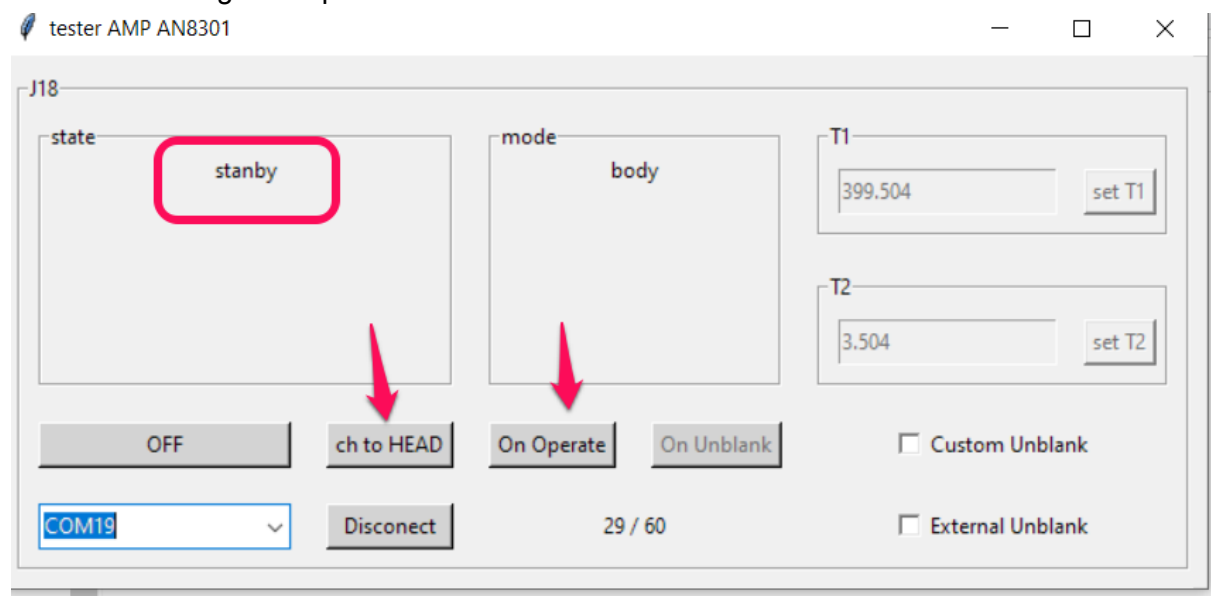 tester AMP AN8301
J18
state
stanby
mode
body
T1
399.504
set T1
T2
3.504
set T2
OFF
ch to HEAD
On Operate
On Unblank
Custom Unblank
COM19
Disconect
29 / 60
External Unblank